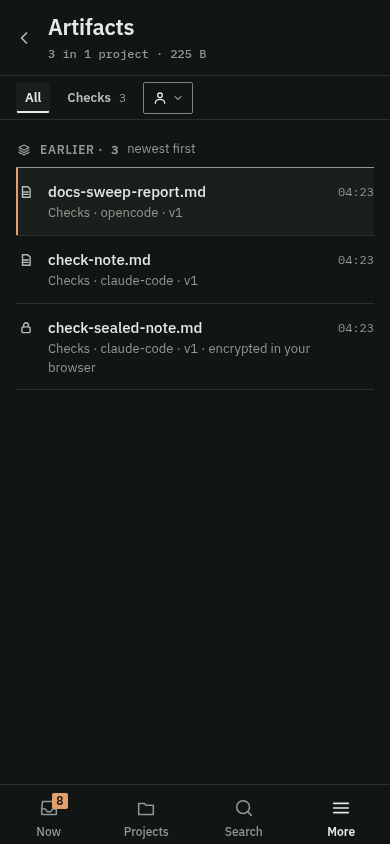 Artifacts
3 in 1 project · 225 B
All
Checks 3
EARLIER · 3 newest first
docs-sweep-report.md 04:23
Checks · opencode · v1
check-note.md 04:23
Checks · claude-code · v1
check-sealed-note.md 04:23
Checks · claude-code · v1 · encrypted in your
browser
8
Now
Projects
Search
More